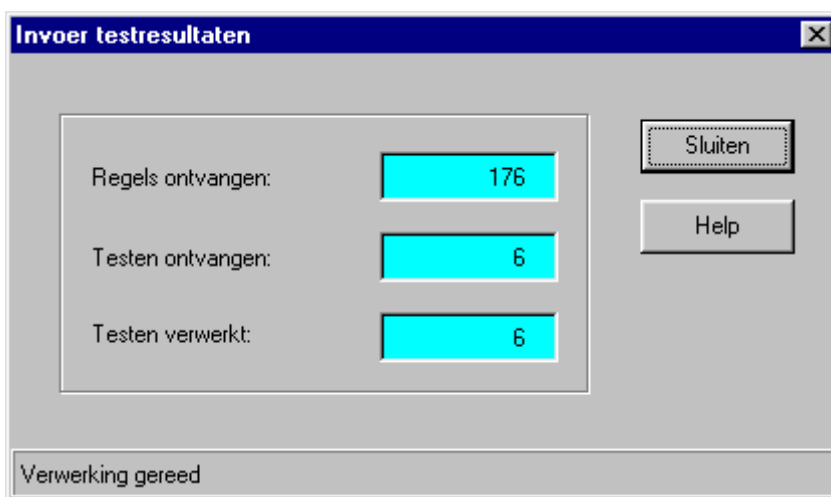 Invoer testresultaten
Regels ontvangen: 176
Sluiten
Help
Testen ontvangen: 6
Testen verwerkt: 6
Verwerking gereed